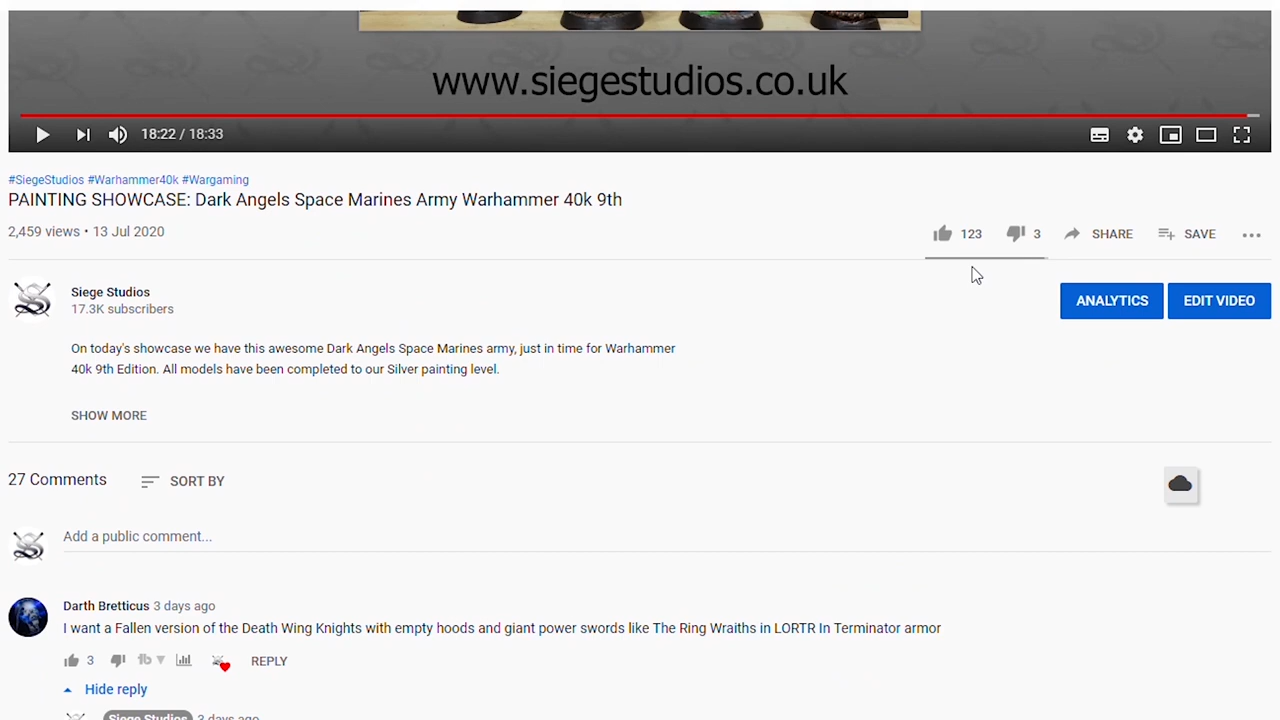 www.siegestudios.co.uk
18:22 / 18:33
#SiegeStudios #Warhammer40k #Wargaming
PAINTING SHOWCASE: Dark Angels Space Marines Army Warhammer 40k 9th
2,459 views • 13 Jul 2020
123 3 SHARE SAVE
Siege Studios
17.3K subscribers
ANALYTICS EDIT VIDEO
On today's showcase we have this awesome Dark Angels Space Marines army, just in time for Warhammer
40k 9th Edition. All models have been completed to our Silver painting level.
SHOW MORE
27 Comments SORT BY
Add a public comment...
Darth Bretticus 3 days ago
I want a Fallen version of the Death Wing Knights with empty hoods and giant power swords like The Ring Wraiths in LORTR In Terminator armor
3 REPLY
Hide reply
Siege Studios 3 days ago